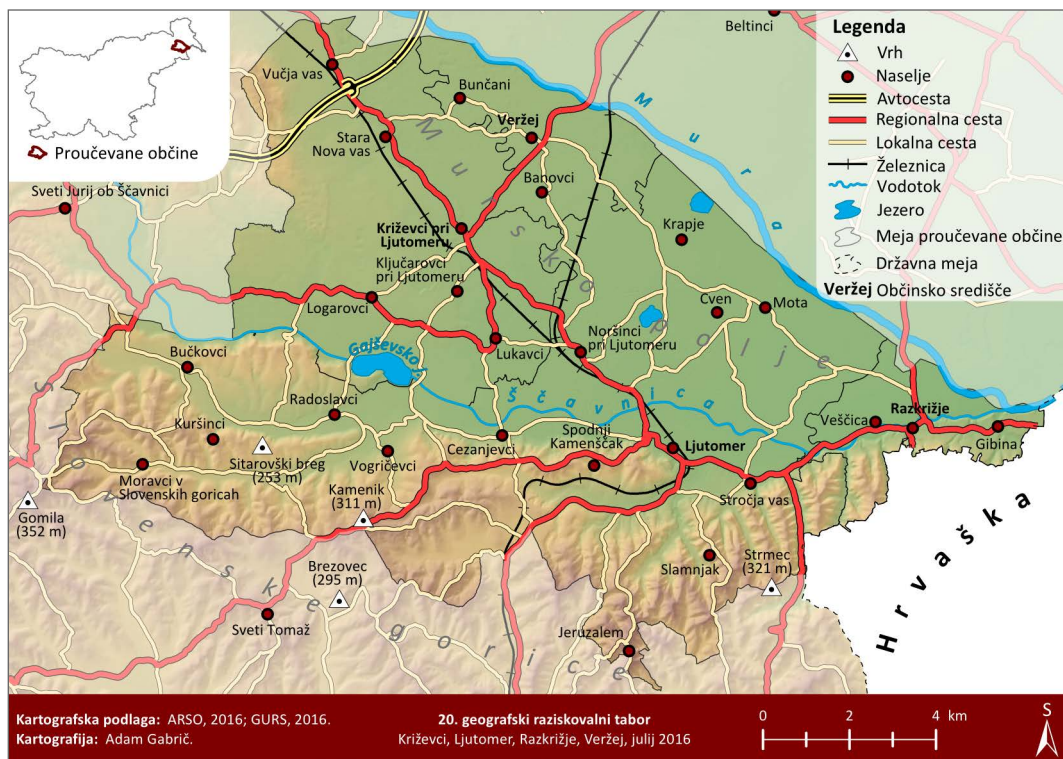 Proučevane občine
Legenda
Vrh
Naselje
Avtocesta
Regionalna cesta
Lokalna cesta
Železnica
Vodotok
Jezero
Meja proučevane občine
Državna meja
Veržej Občinsko središče
Beltinci
Vučja vas
Bunčani
Veržej
Stara
Nova vas
Mura
Mursko polje
Banovci
Sveti Jurij ob Ščavnici
Križevci pri
Ljutomeru
Krapje
Ključarovci
pri Ljutomeru
Logarovci
Cven
Mota
Noršinci
pri Ljutomeru
Lukavci
Gajševsko j.
Bučkovci
Ščavnica
Radoslavci
Kuršinci
Sitarovški breg
(253 m)
Vogričevci
Cezanjevci
Spodnji
Kamenščak
Ljutomer
Veščica
Razkrižje
Gibina
Moravci v
Slovenskih goricah
Kamenik
(311 m)
Stročja vas
Gomila
(352 m)
Slovenske gorice
Brezovec
(295 m)
Slamnjak
Strmec
(321 m)
Sveti Tomaž
Jeruzalem
Hrvaška
Kartografska podlaga: ARSO, 2016; GURS, 2016.
Kartografija: Adam Gabrič.
20. geografski raziskovalni tabor
Križevci, Ljutomer, Razkrižje, Veržej, julij 2016
0 2 4 km
S